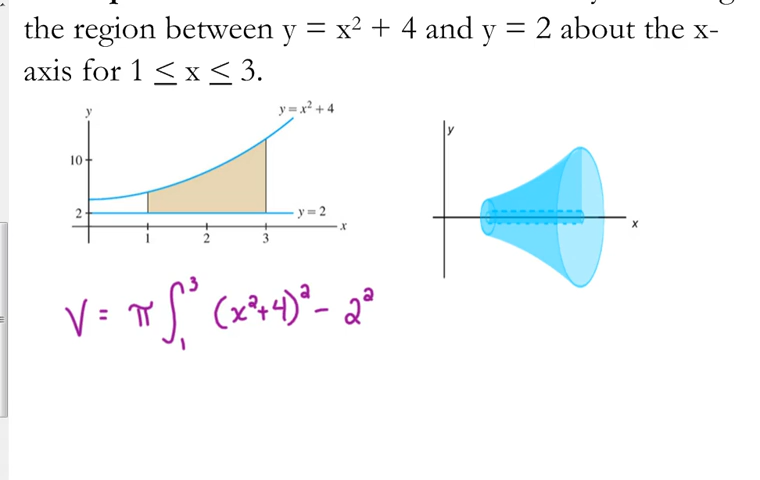 the region between y = x² + 4 and y = 2 about the x-
axis for 1 ≤ x ≤ 3.
y
y = x² + 4
10
2
y = 2
x
1
2
3
y
x
V = π ∫₁³ (x²+4)² - 2²